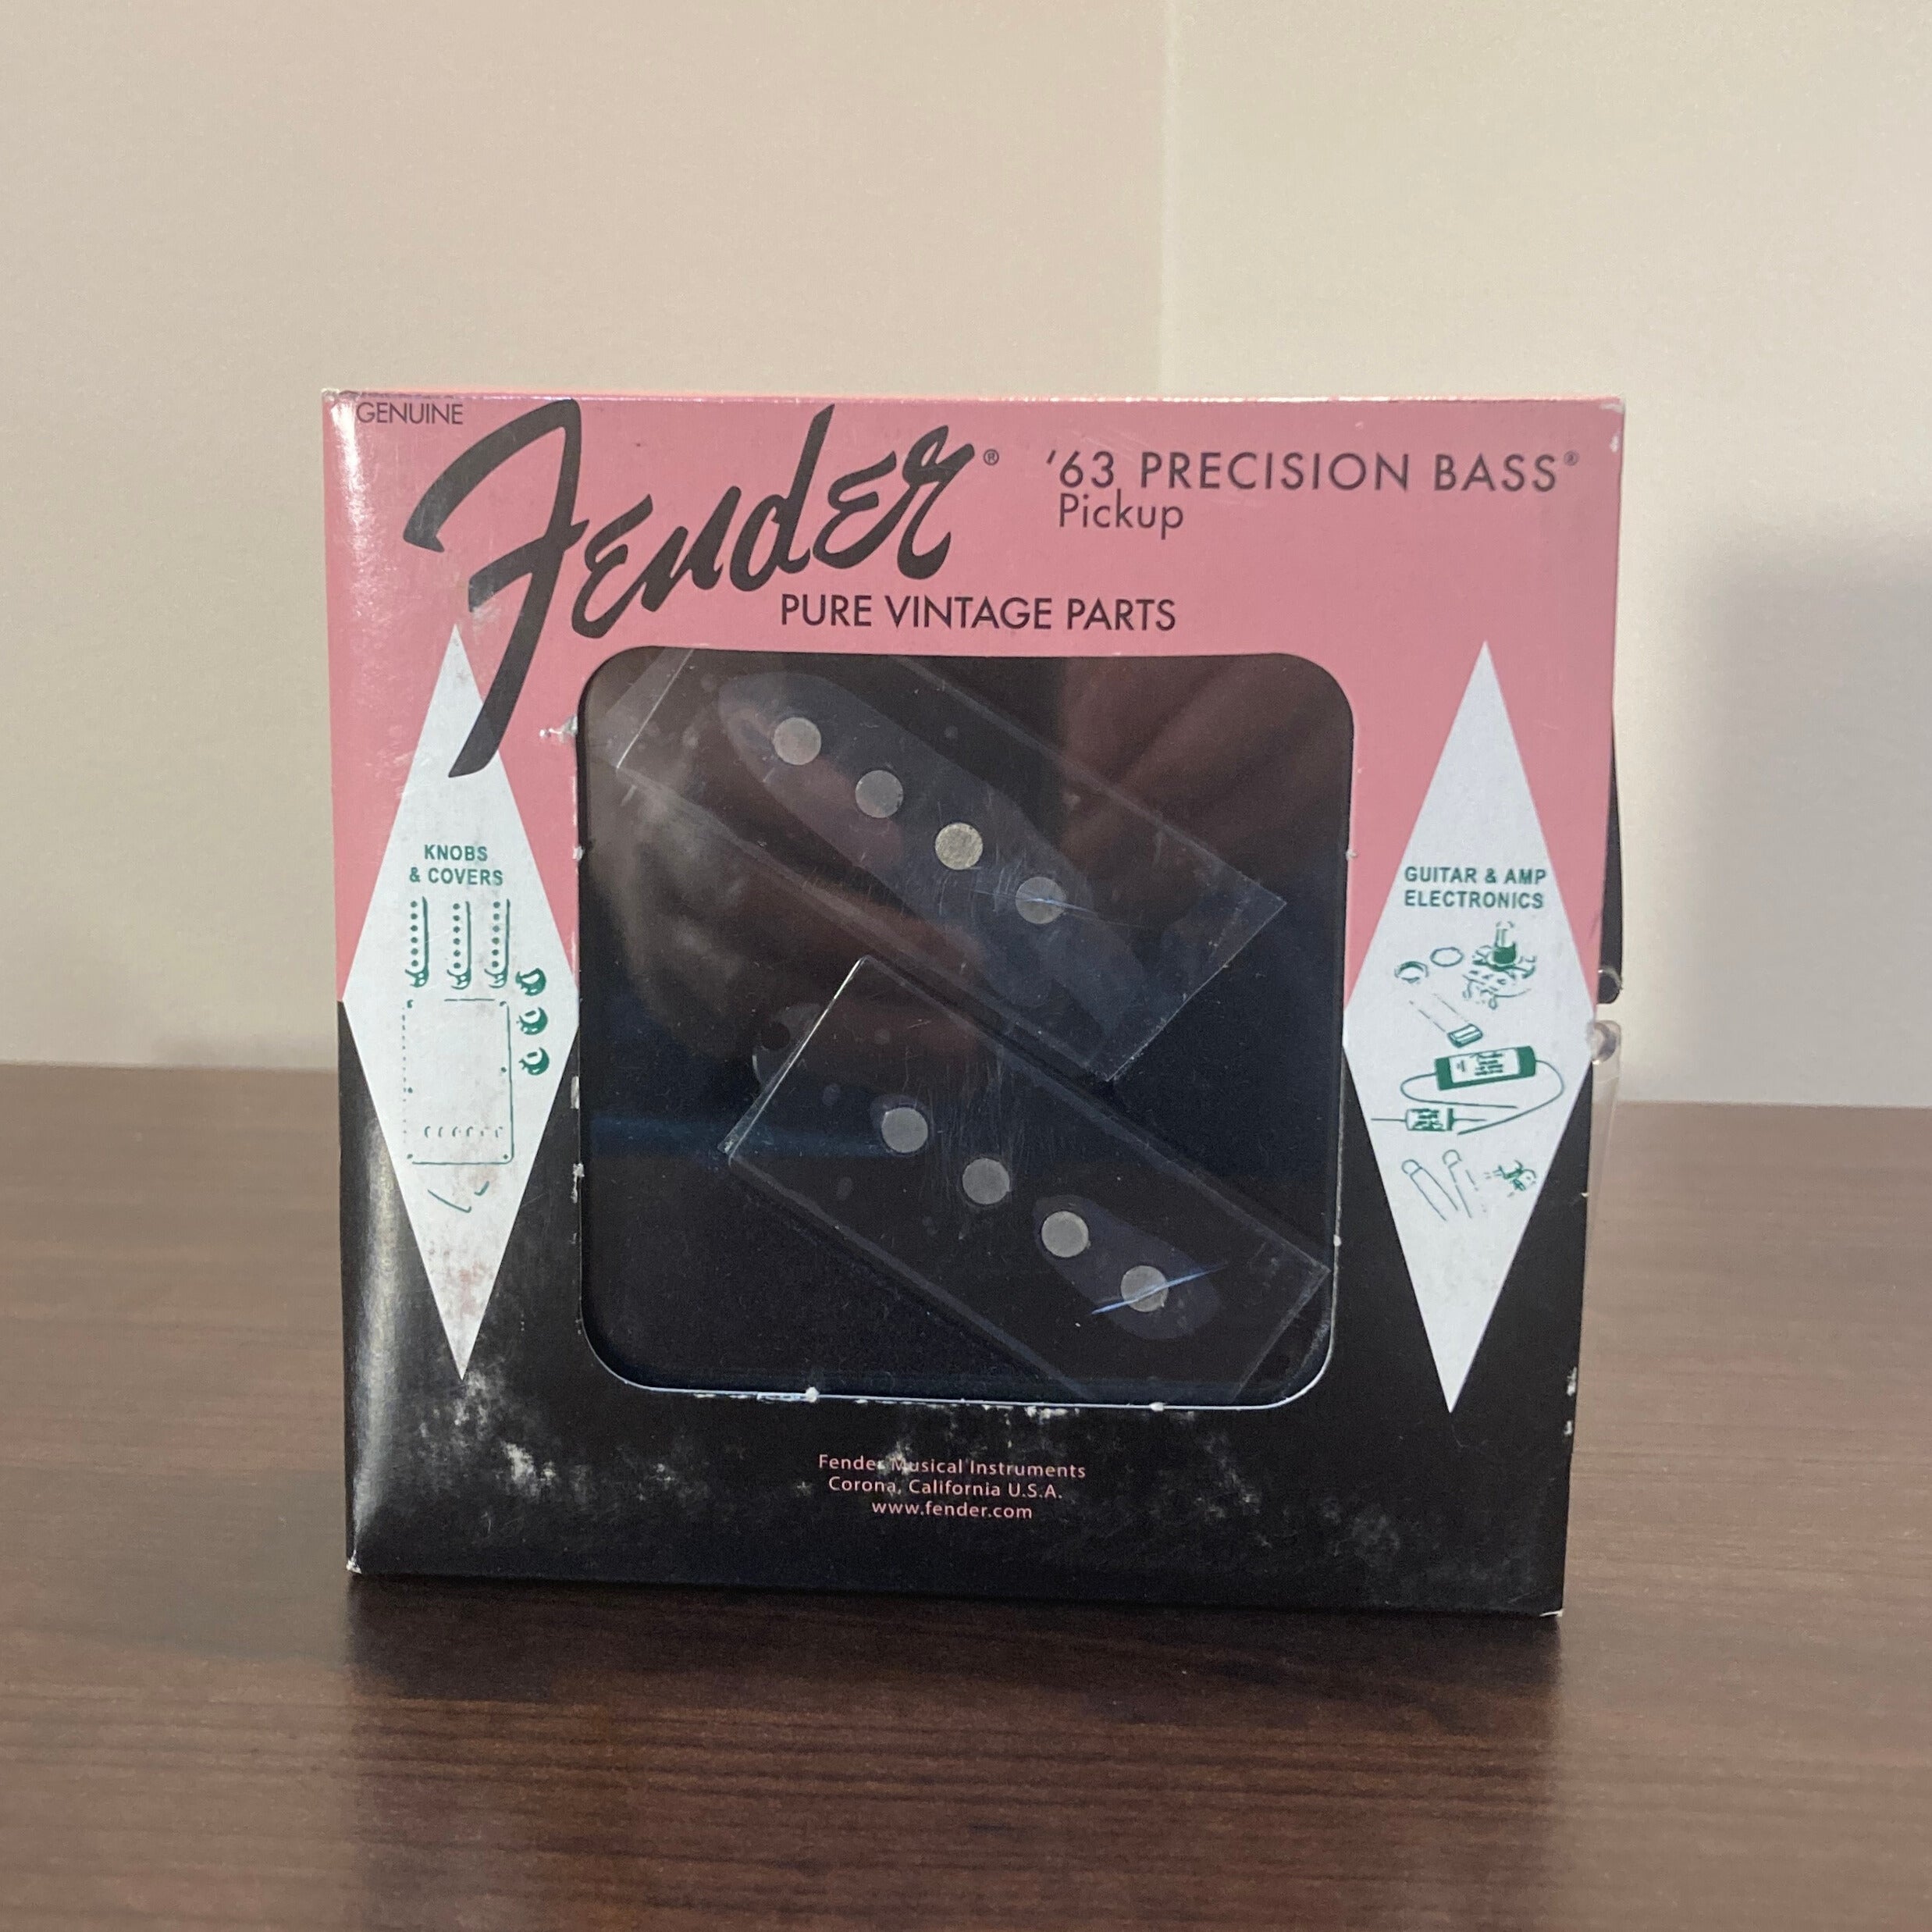 GENUINE
Fender®
'63 PRECISION BASS®
Pickup
PURE VINTAGE PARTS
KNOBS
& COVERS
GUITAR & AMP
ELECTRONICS
Fender Musical Instruments
Corona, California U.S.A.
www.fender.com